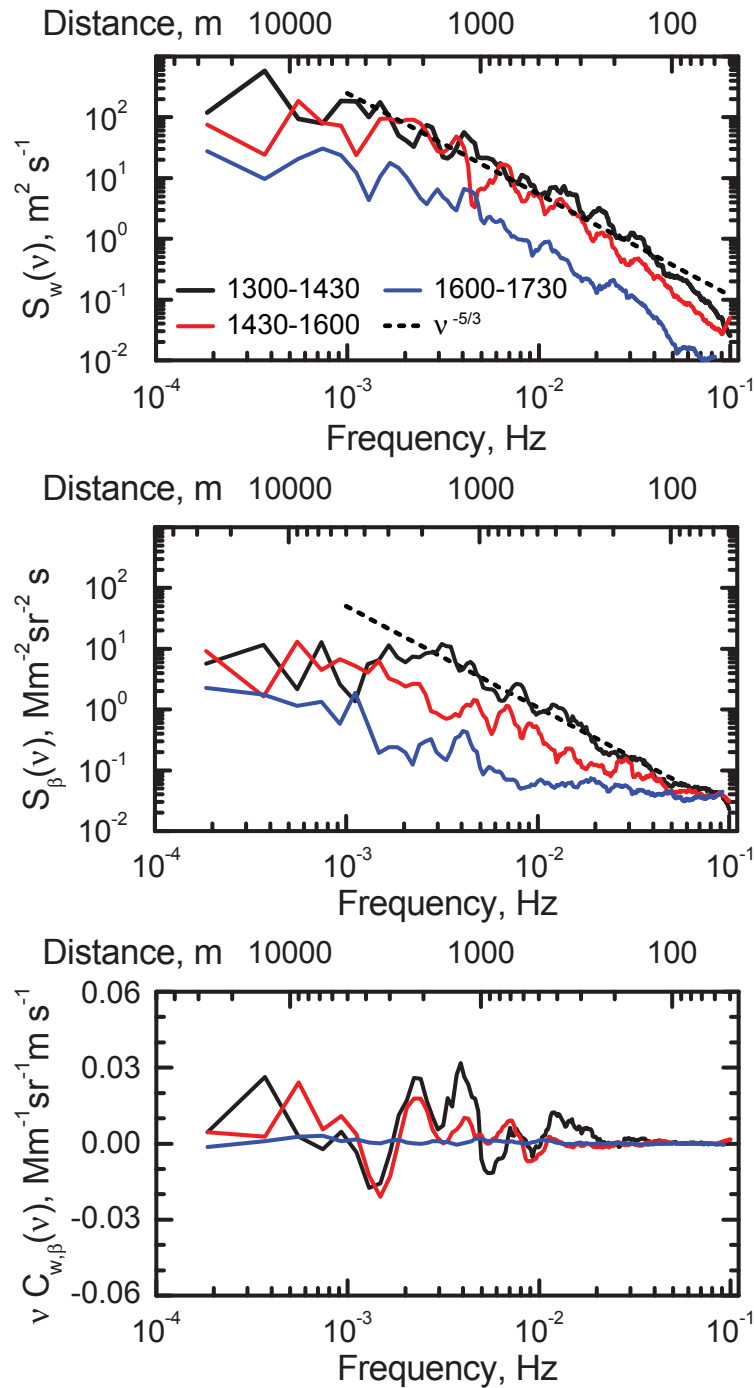 Distance, m 10000 1000 100
S_w(ν), m² s⁻¹
10²
10¹
10⁰
10⁻¹
10⁻²
1300-1430 1600-1730
1430-1600 ν⁻⁵ᐟ³
10⁻⁴ 10⁻³ 10⁻² 10⁻¹
Frequency, Hz
Distance, m 10000 1000 100
S_β(ν), Mm⁻²sr⁻² s
10²
10¹
10⁰
10⁻¹
10⁻²
10⁻⁴ 10⁻³ 10⁻² 10⁻¹
Frequency, Hz
Distance, m 10000 1000 100
ν C_w,β(ν), Mm⁻¹sr⁻¹m s⁻¹
0.06
0.03
0.00
-0.03
-0.06
10⁻⁴ 10⁻³ 10⁻² 10⁻¹
Frequency, Hz